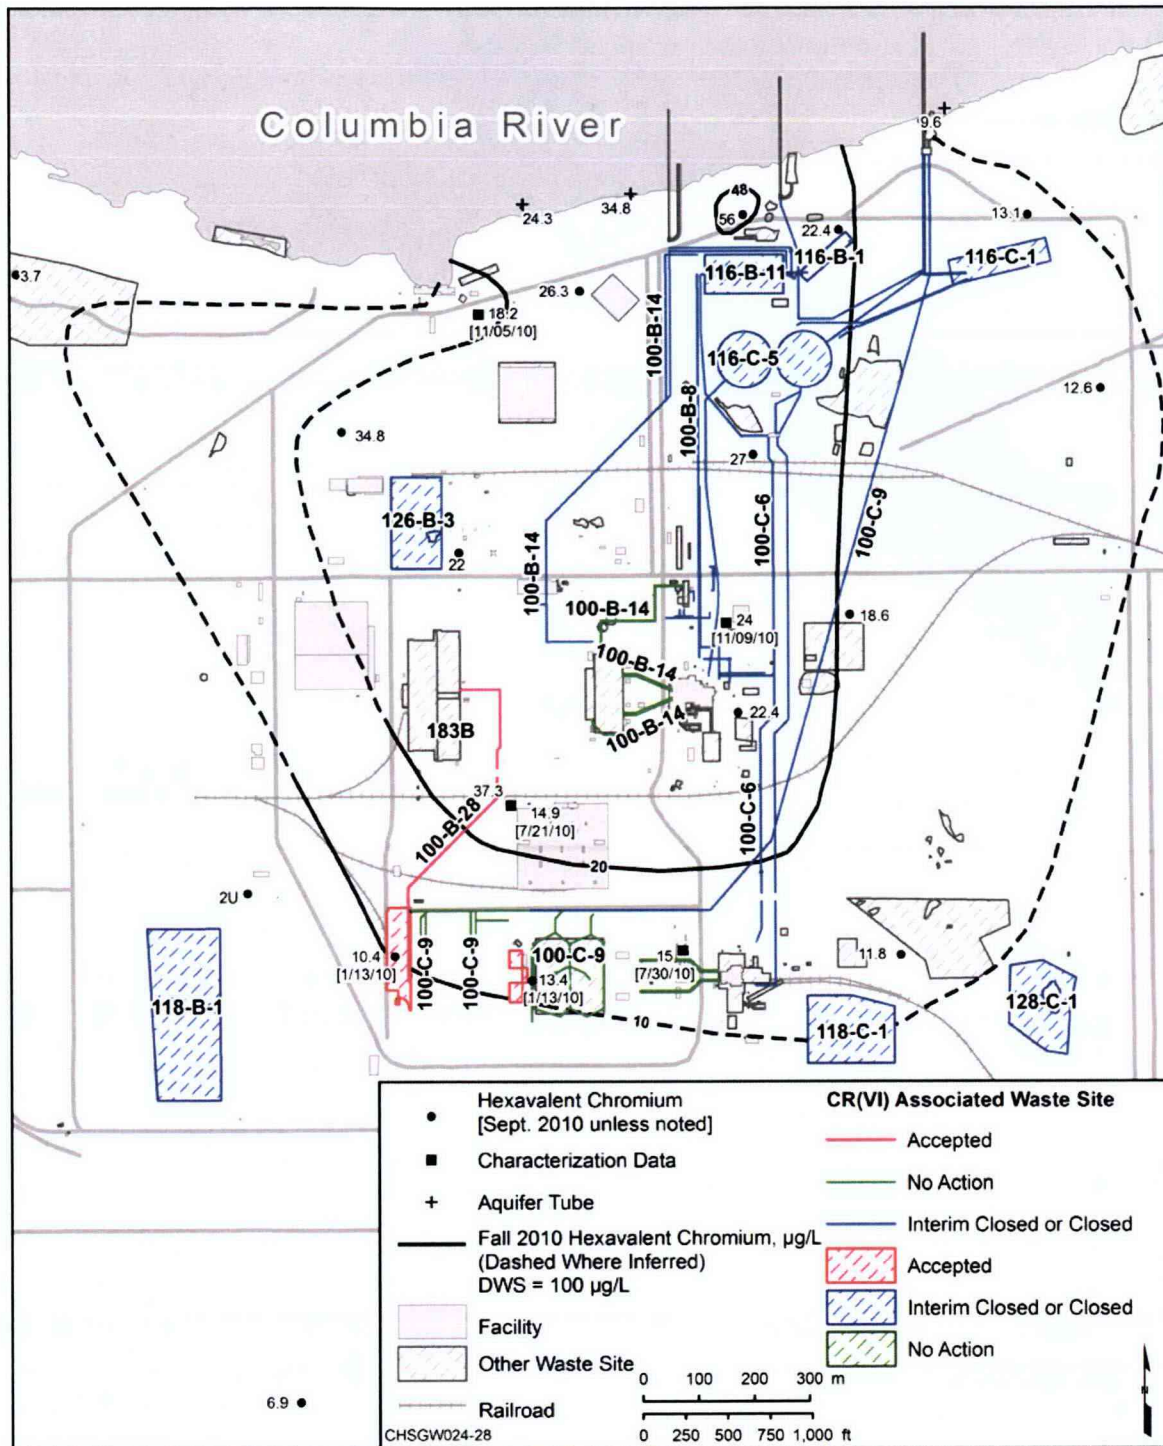 Columbia River
9.6
48
56
34.8
24.3
13.1
22.4
116-B-1
116-C-1
116-B-11
3.7
26.3
18.2
[11/05/10]
100-B-14
116-C-5
100-C-9
12.6
34.8
100-B-8
27
126-B-3
100-C-6
22
100-B-14
100-B-14
24
[11/09/10]
18.6
100-B-14
100-B-14
22.4
183B
37.3
14.9
[7/21/10]
100-B-28
100-C-6
20
2U
10.4
[1/13/10]
100-C-9
100-C-9
100-C-9
13.4
[1/13/10]
15
[7/30/10]
11.8
118-B-1
10
118-C-1
128-C-1
Hexavalent Chromium
[Sept. 2010 unless noted]
Characterization Data
Aquifer Tube
Fall 2010 Hexavalent Chromium, µg/L
(Dashed Where Inferred)
DWS = 100 µg/L
Facility
Other Waste Site
Railroad
CR(VI) Associated Waste Site
Accepted
No Action
Interim Closed or Closed
Accepted
Interim Closed or Closed
No Action
0 100 200 300 m
0 250 500 750 1,000 ft
6.9
CHSGW024-28